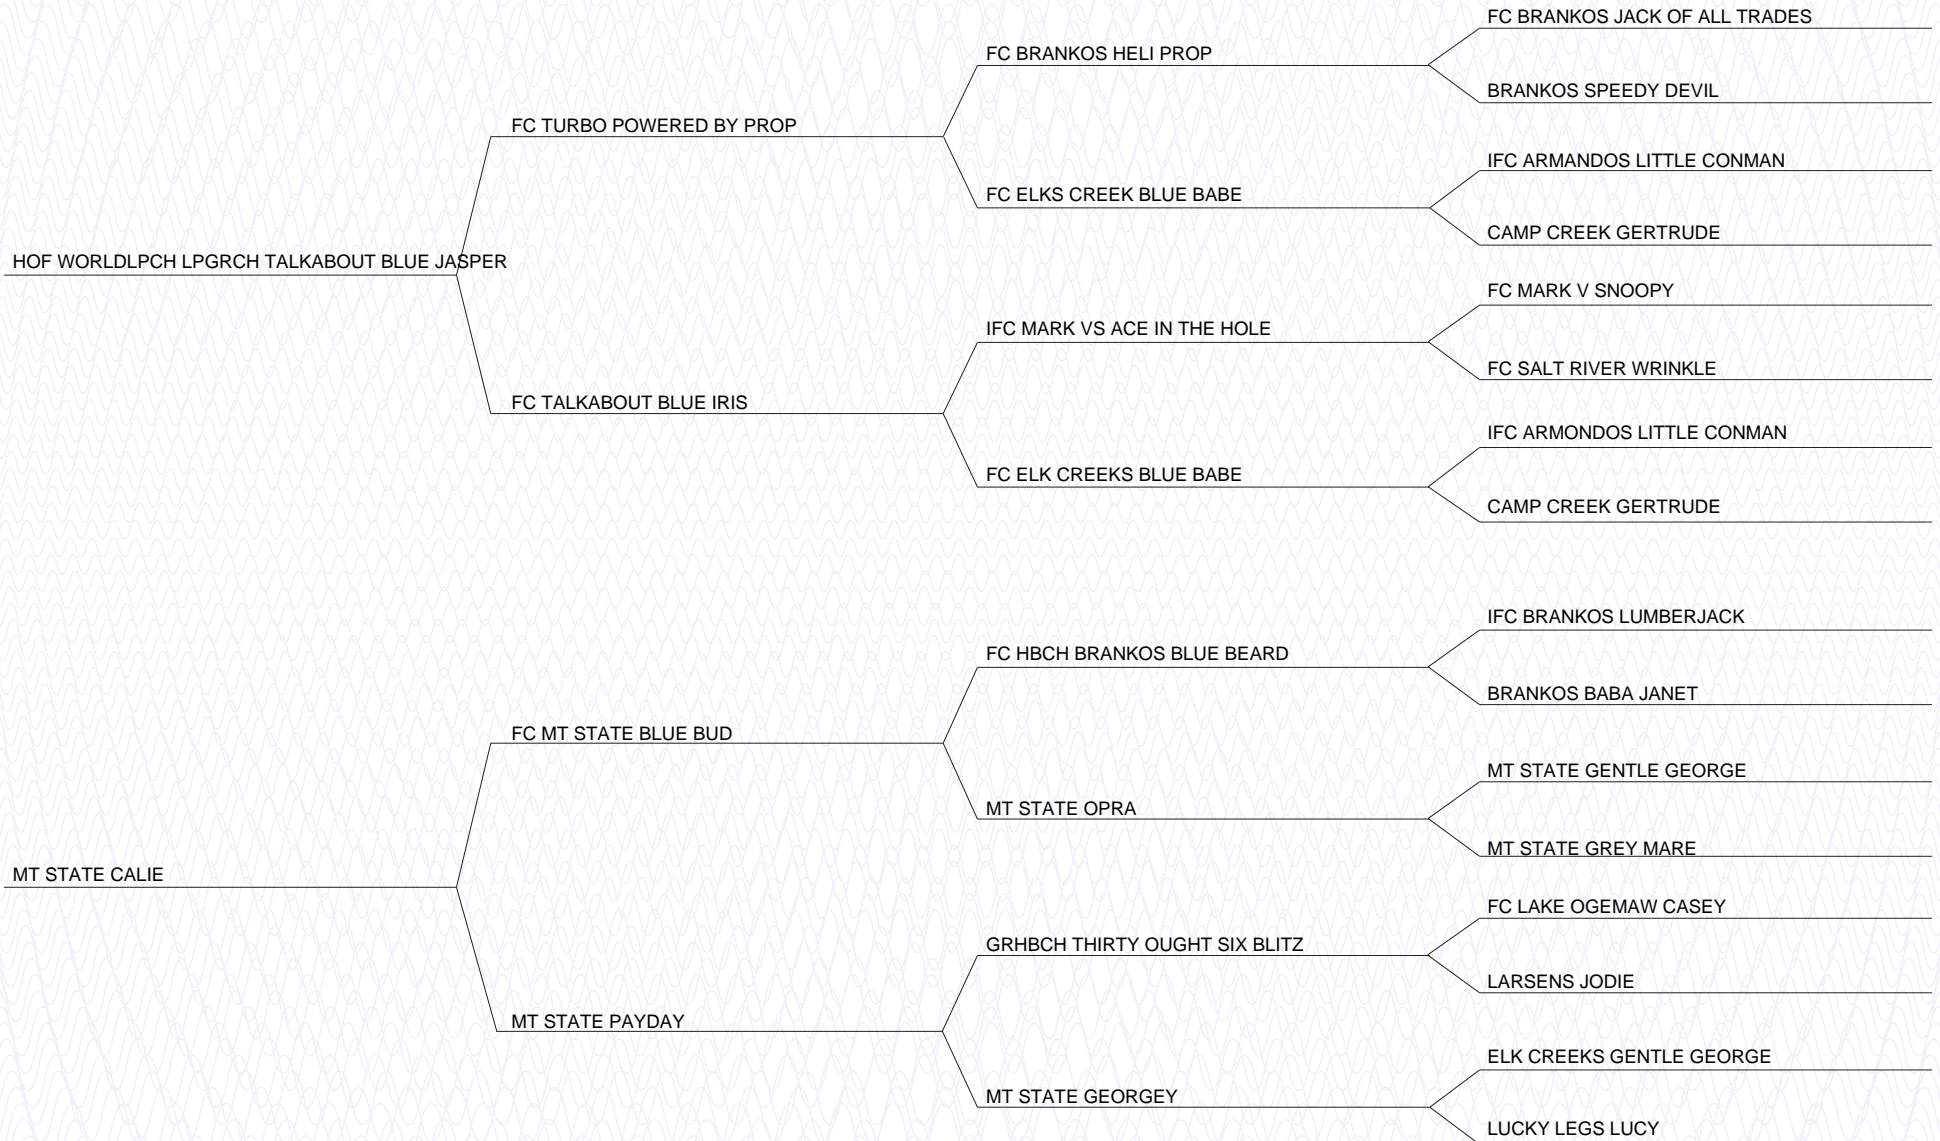 FC BRANKOS JACK OF ALL TRADES
FC BRANKOS HELI PROP
BRANKOS SPEEDY DEVIL
FC TURBO POWERED BY PROP
IFC ARMANDOS LITTLE CONMAN
FC ELKS CREEK BLUE BABE
CAMP CREEK GERTRUDE
HOF WORLDLPCH LPGRCH TALKABOUT BLUE JASPER
FC MARK V SNOOPY
IFC MARK VS ACE IN THE HOLE
FC SALT RIVER WRINKLE
FC TALKABOUT BLUE IRIS
IFC ARMONDOS LITTLE CONMAN
FC ELK CREEKS BLUE BABE
CAMP CREEK GERTRUDE
IFC BRANKOS LUMBERJACK
FC HBCH BRANKOS BLUE BEARD
BRANKOS BABA JANET
FC MT STATE BLUE BUD
MT STATE GENTLE GEORGE
MT STATE OPRA
MT STATE GREY MARE
MT STATE CALIE
FC LAKE OGEMAW CASEY
GRHBCH THIRTY OUGHT SIX BLITZ
LARSENS JODIE
MT STATE PAYDAY
ELK CREEKS GENTLE GEORGE
MT STATE GEORGEY
LUCKY LEGS LUCY